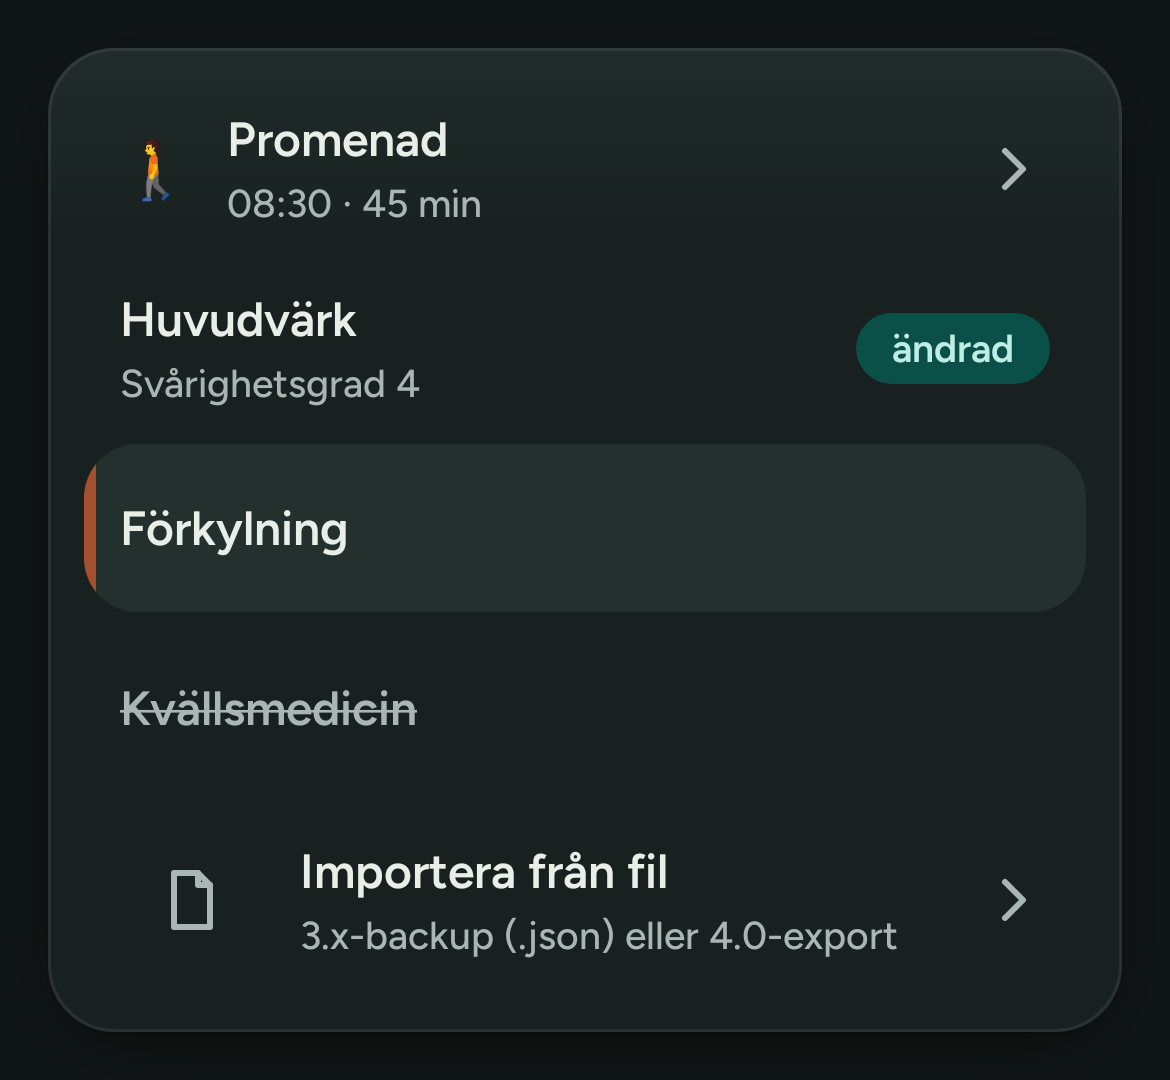 Promenad
08:30 · 45 min
Huvudvärk
ändrad
Svårighetsgrad 4
Förkylning
Kvällsmedicin
Importera från fil
3.x-backup (.json) eller 4.0-export